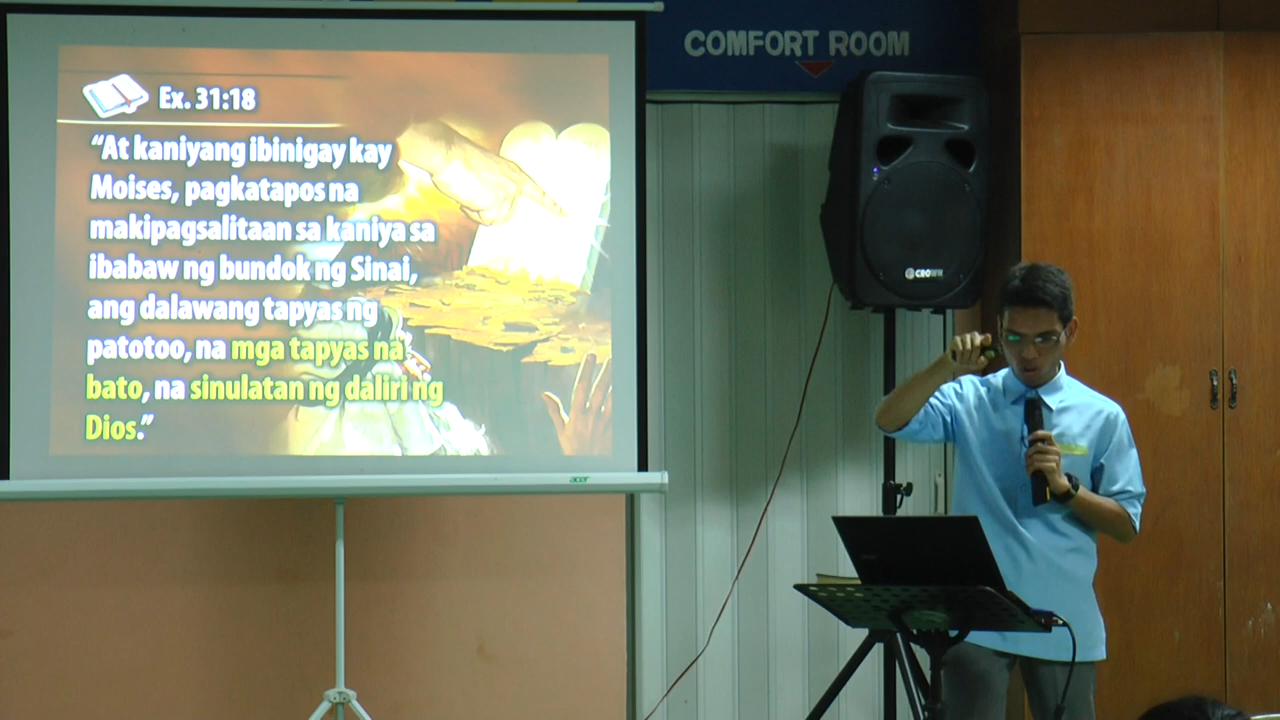 COMFORT ROOM
Ex. 31:18
“At kaniyang ibinigay kay
Moises, pagkatapos na
makipagsalitaan sa kaniya sa
ibabaw ng bundok ng Sinai,
ang dalawang tapyas ng
patotoo, na mga tapyas na
bato, na sinulatan ng daliri ng
Dios.”
acer
CROWN